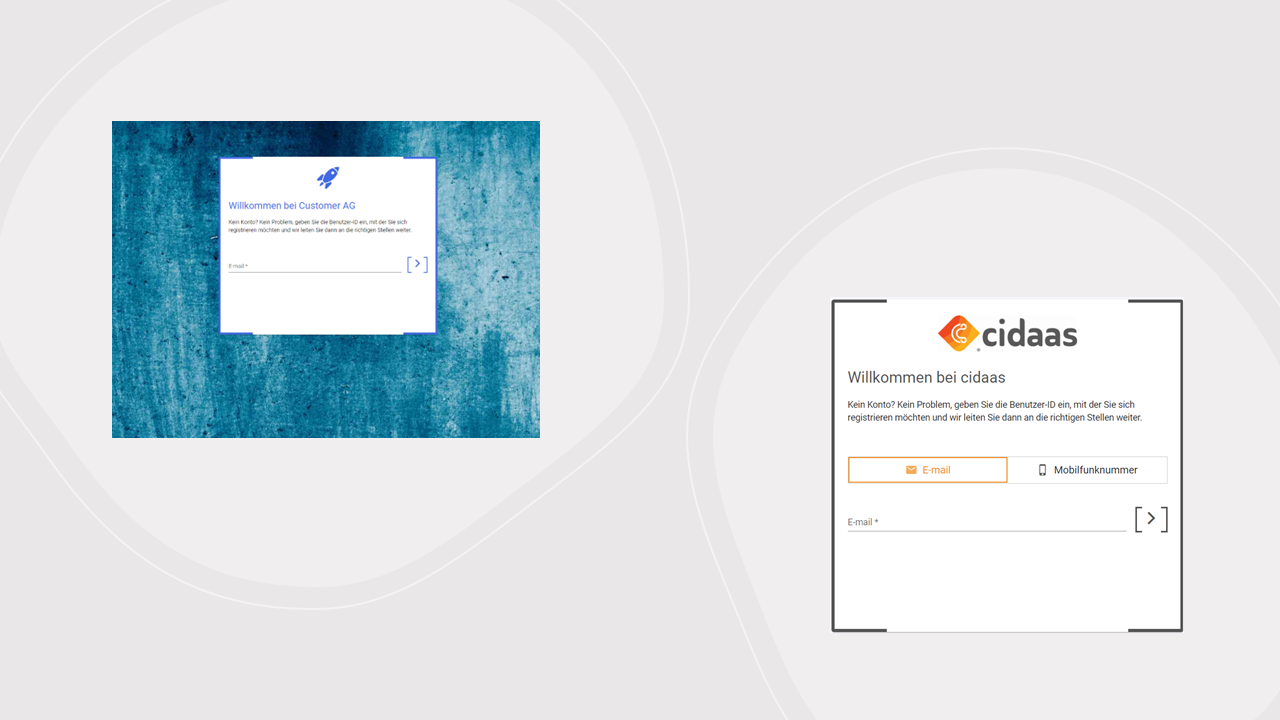 Willkommen bei Customer AG
Kein Konto? Kein Problem, geben Sie die Benutzer-ID ein, mit der Sie sich
registrieren möchten und wir leiten Sie dann an die richtigen Stellen weiter.
E-mail *
cidaas
Willkommen bei cidaas
Kein Konto? Kein Problem, geben Sie die Benutzer-ID ein, mit der Sie sich
registrieren möchten und wir leiten Sie dann an die richtigen Stellen weiter.
E-mail
Mobilfunknummer
E-mail *